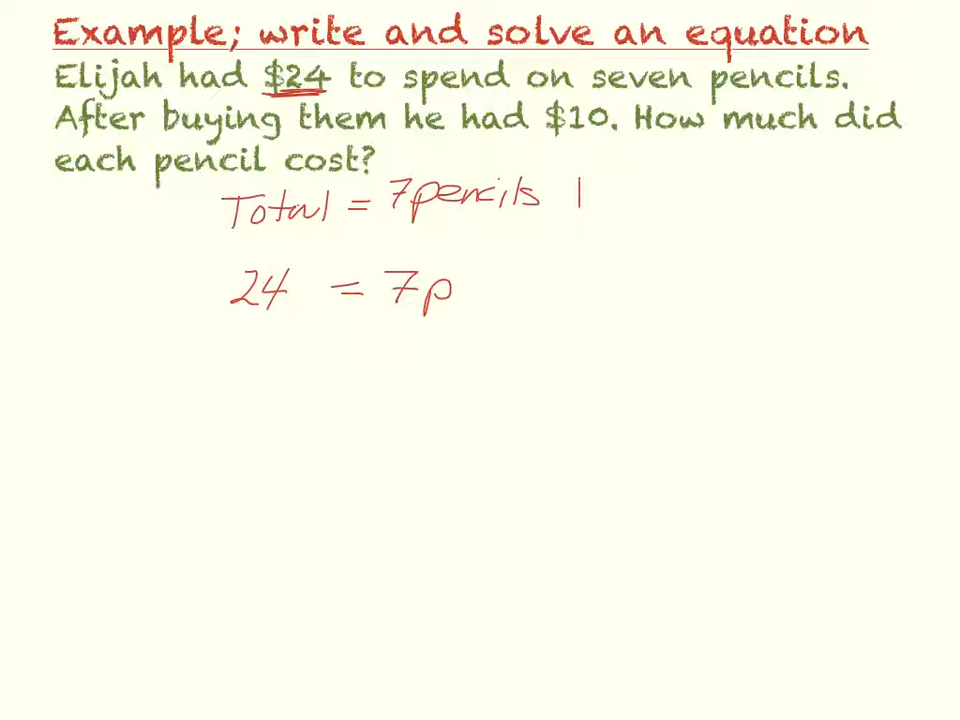 Example; write and solve an equation
Elijah had $24 to spend on seven pencils.
After buying them he had $10. How much did
each pencil cost?
Total = 7pencils |
24 = 7p